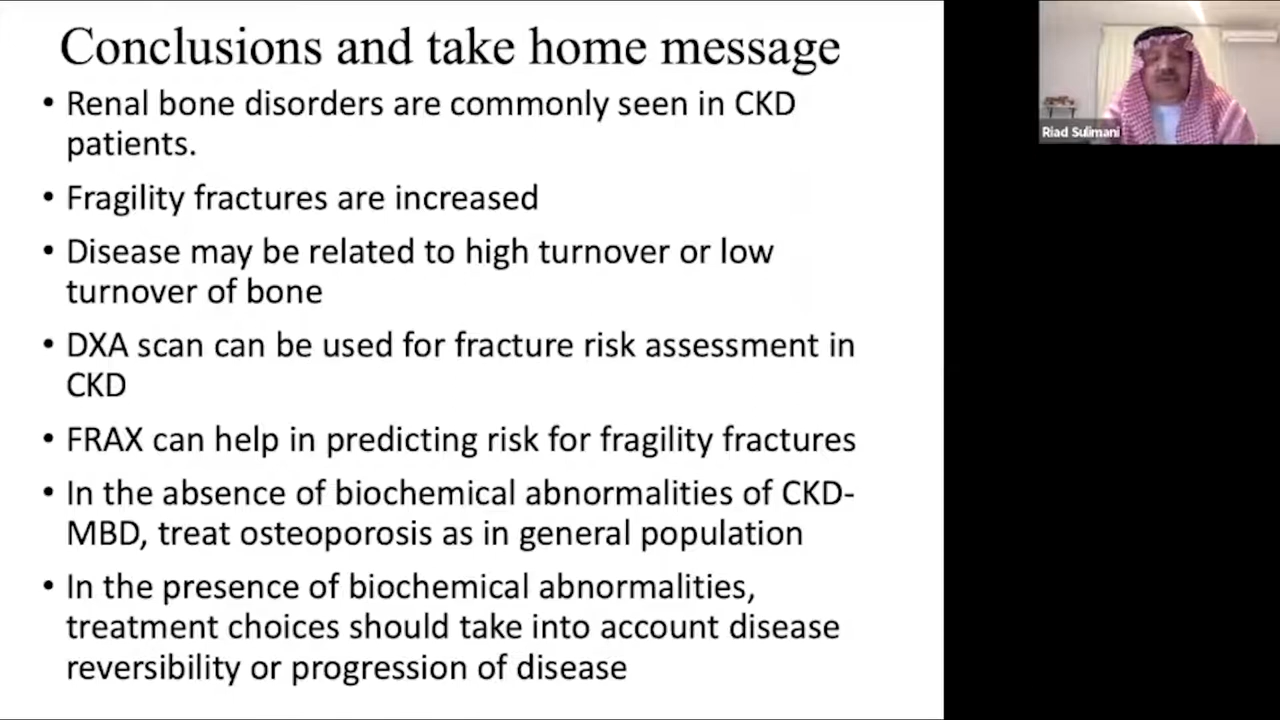 Conclusions and take home message
• Renal bone disorders are commonly seen in CKD
patients.
• Fragility fractures are increased
• Disease may be related to high turnover or low
turnover of bone
• DXA scan can be used for fracture risk assessment in
CKD
• FRAX can help in predicting risk for fragility fractures
• In the absence of biochemical abnormalities of CKD-
MBD, treat osteoporosis as in general population
• In the presence of biochemical abnormalities,
treatment choices should take into account disease
reversibility or progression of disease
Riad Sulimani